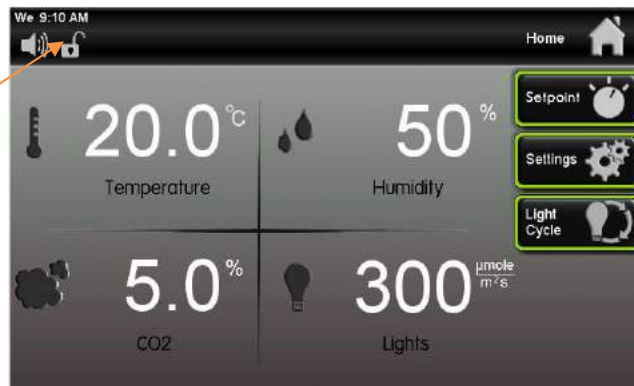 We 9:10 AM
Home
20.0 °C
Temperature
50 %
Humidity
5.0 %
CO2
300 µmole
m²s
Lights
Setpoint
Settings
Light
Cycle